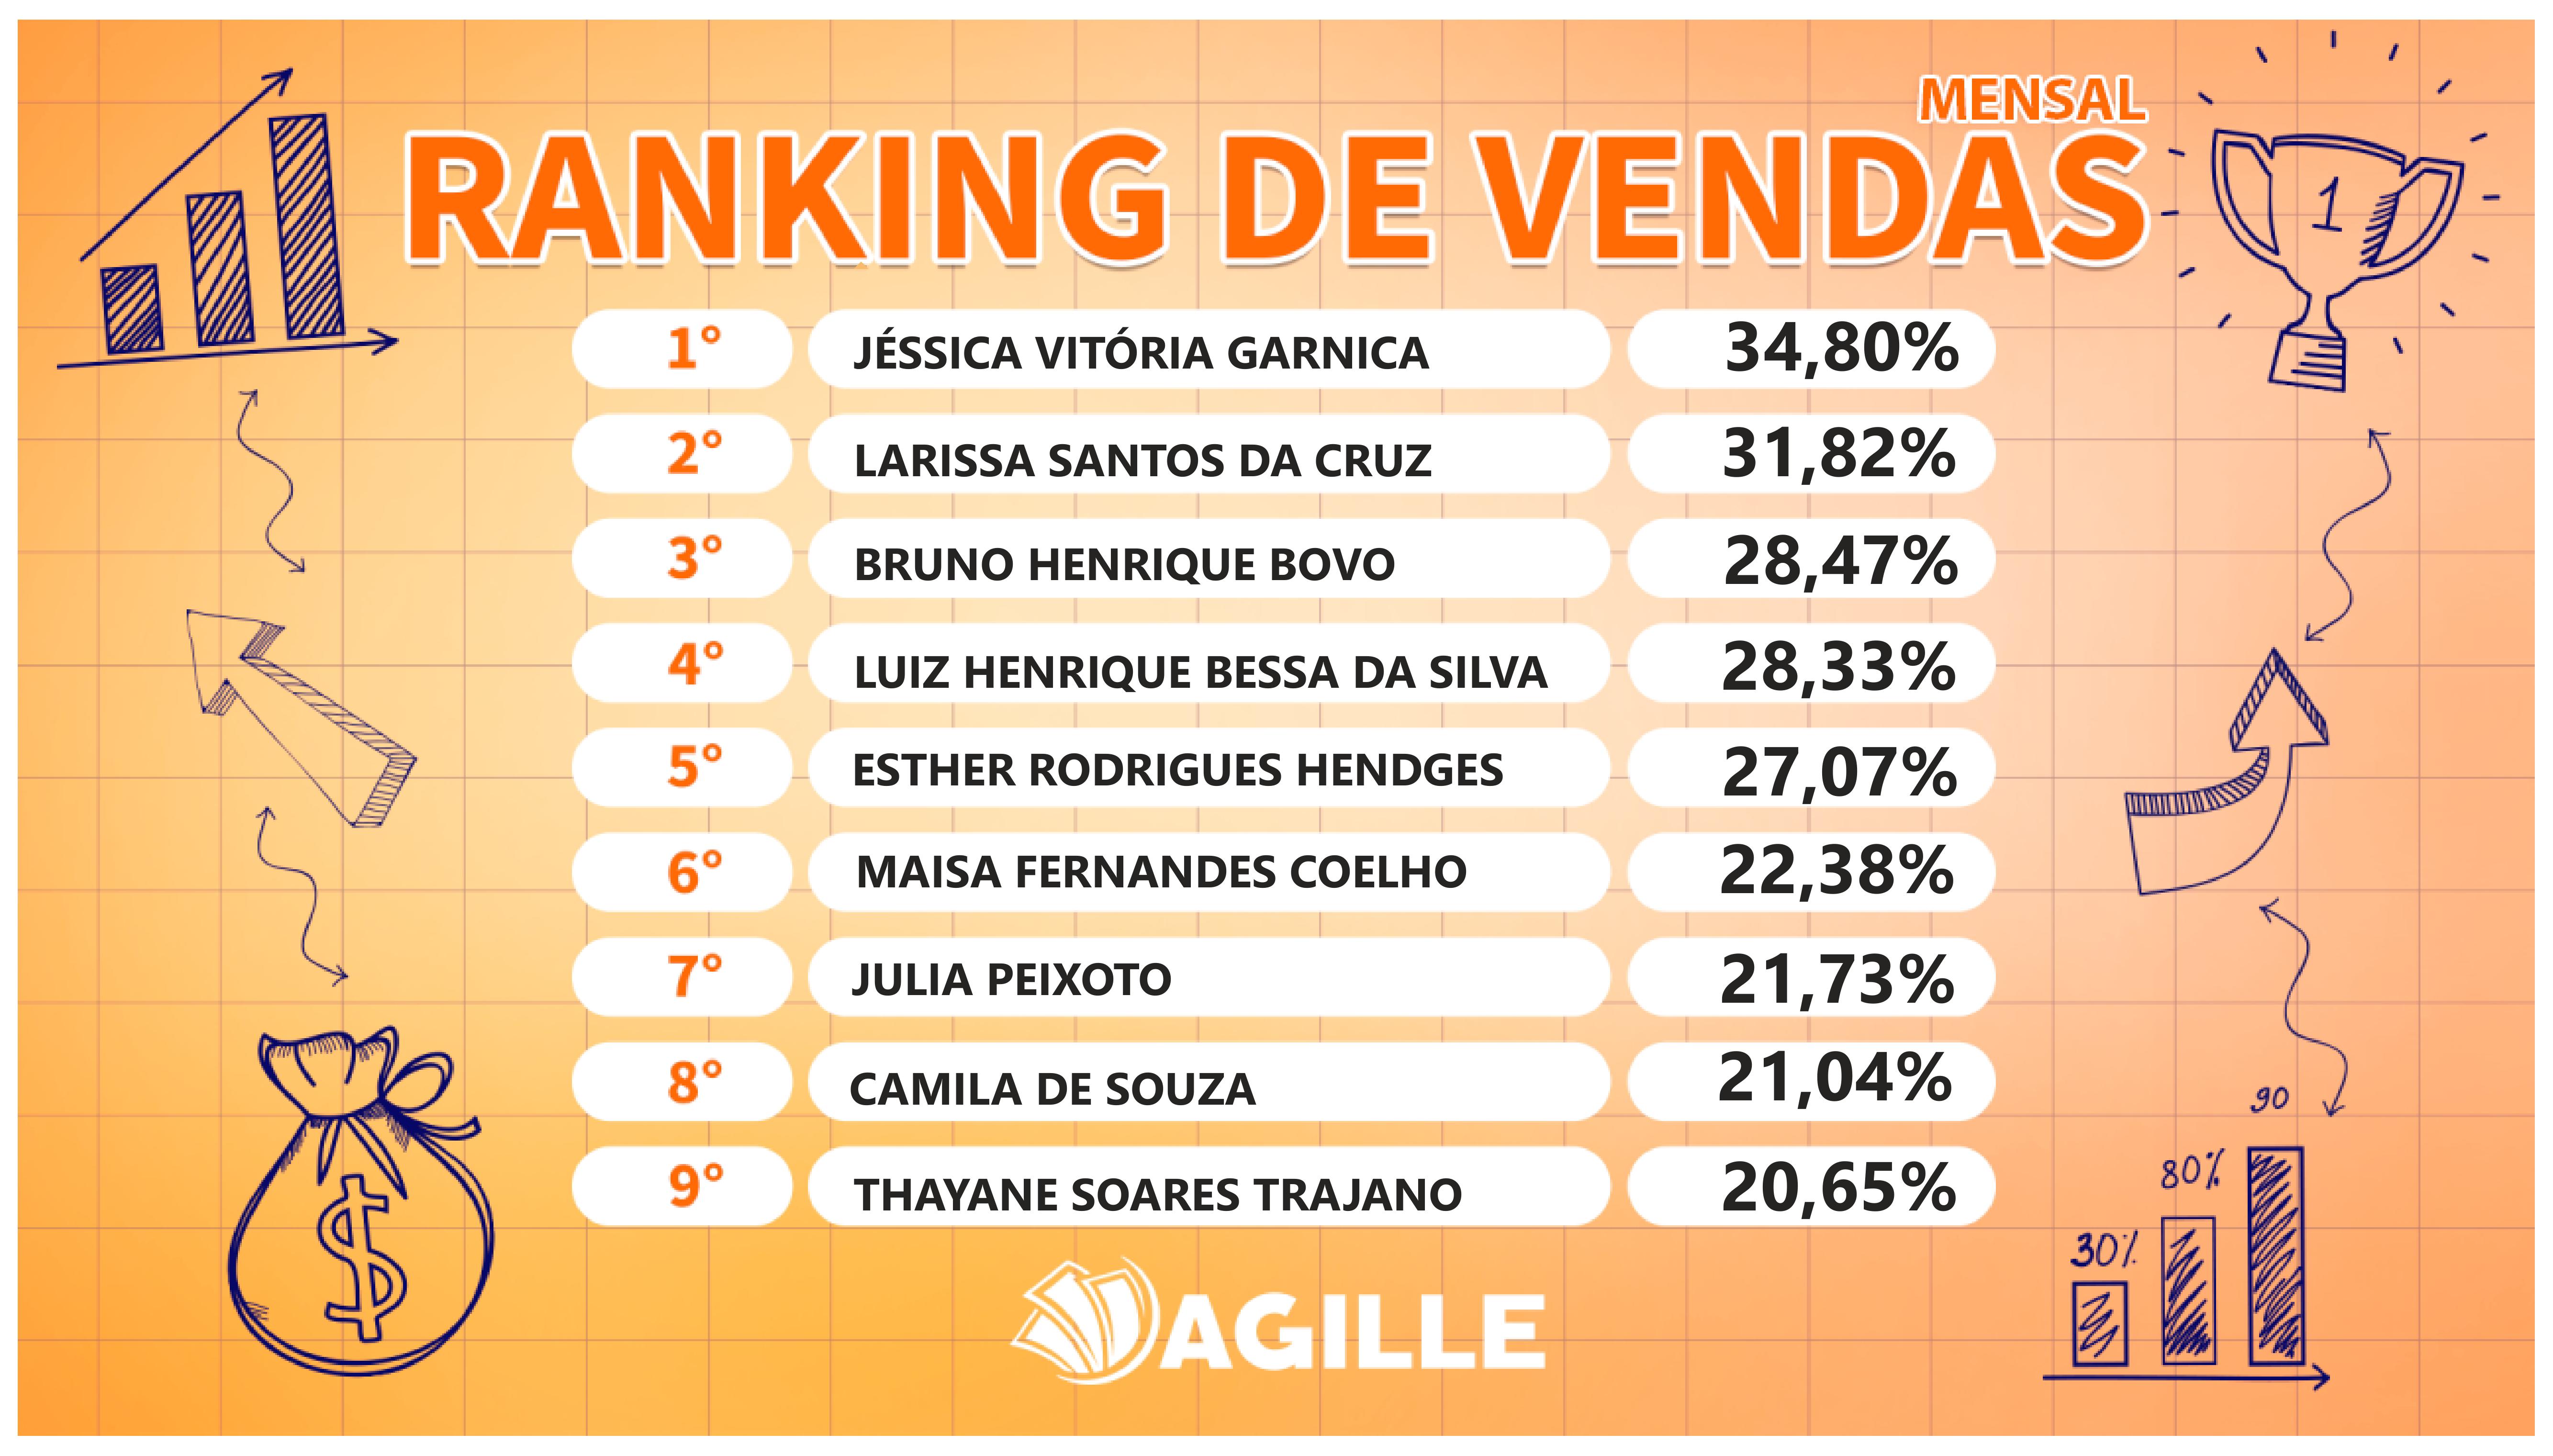 MENSAL
RANKING DE VENDAS
1
1° JÉSSICA VITÓRIA GARNICA 34,80%
2° LARISSA SANTOS DA CRUZ 31,82%
3° BRUNO HENRIQUE BOVO 28,47%
4° LUIZ HENRIQUE BESSA DA SILVA 28,33%
5° ESTHER RODRIGUES HENDGES 27,07%
6° MAISA FERNANDES COELHO 22,38%
7° JULIA PEIXOTO 21,73%
8° CAMILA DE SOUZA 21,04%
9° THAYANE SOARES TRAJANO 20,65%
$
90
80%
30%
AGILLE